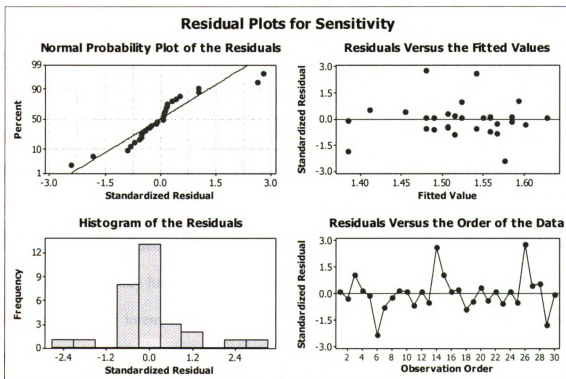 Residual Plots for Sensitivity
Normal Probability Plot of the Residuals
99
90
50
10
1
Percent
-3.0
-1.5
0.0
1.5
3.0
Standardized Residual
Residuals Versus the Fitted Values
3.0
1.5
0.0
-1.5
-3.0
Standardized Residual
1.40
1.45
1.50
1.55
1.60
Fitted Value
Histogram of the Residuals
12
9
6
3
0
Frequency
-2.4
-1.2
0.0
1.2
2.4
Standardized Residual
Residuals Versus the Order of the Data
3.0
1.5
0.0
-1.5
-3.0
Standardized Residual
2 4 6 8 10 12 14 16 18 20 22 24 26 28 30
Observation Order